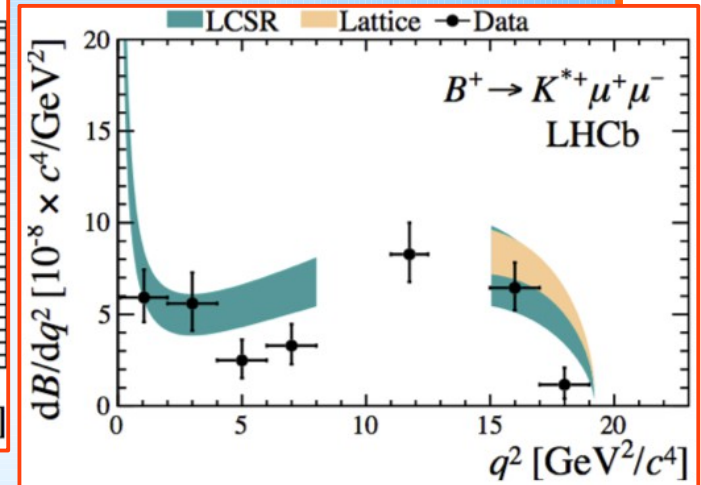 LCSR Lattice Data
B⁺ → K*⁺μ⁺μ⁻
LHCb
dB/dq² [10⁻⁸ × c⁴/GeV²]
20
15
10
5
0
0 5 10 15 20
q² [GeV²/c⁴]
]